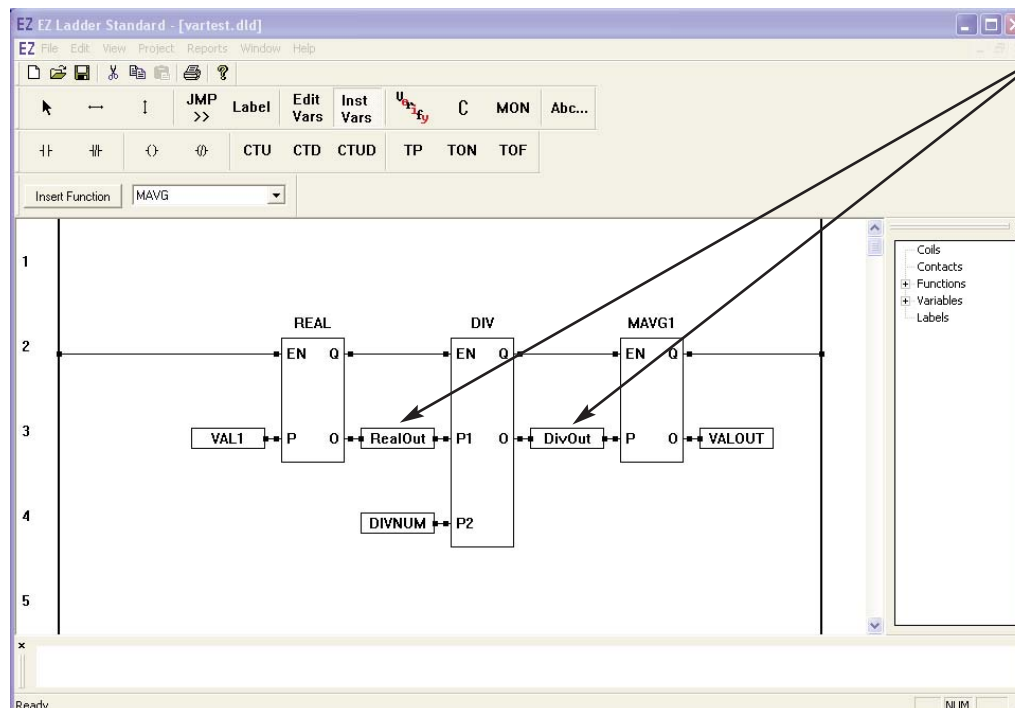 EZ EZ Ladder Standard - [vartest.dld]
EZ File Edit View Project Reports Window Help
JMP >> Label Edit Vars Inst Vars Verify C MON Abc...
CTU CTD CTUD TP TON TOF
Insert Function MAVG
Coils
Contacts
Functions
Variables
Labels
1
REAL DIV MAVG1
2
EN Q EN Q EN Q
3
VAL1 P O RealOut P1 O DivOut P O VALOUT
4
DIVNUM P2
5
Ready NUM